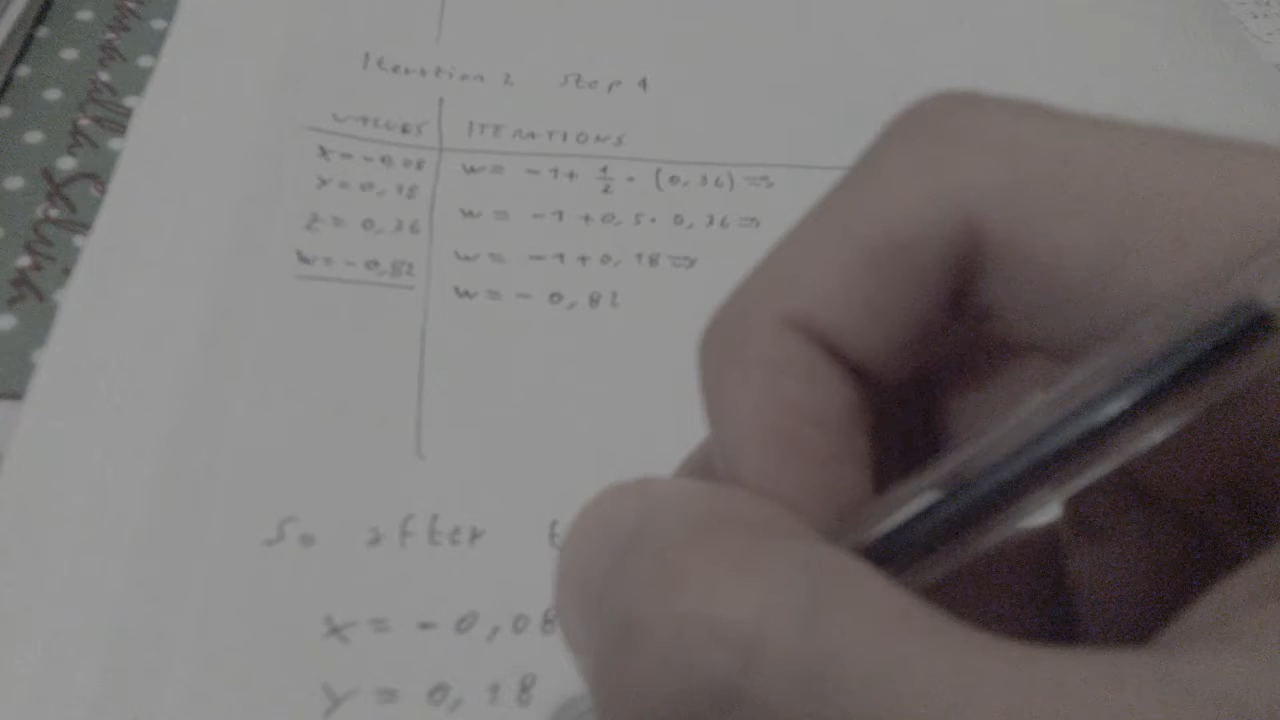 Iteration 2 Step 4
VALUES ITERATIONS
x = -0,08 w = -1 + 1/2 · (0,36) ⇒
y = 0,18 w = -1 + 0,5 · 0,36 ⇒
z = 0,36 w = -1 + 0,18 ⇒
w = -0,82 w = -0,82
So after
x = -0,08
y = 0,18